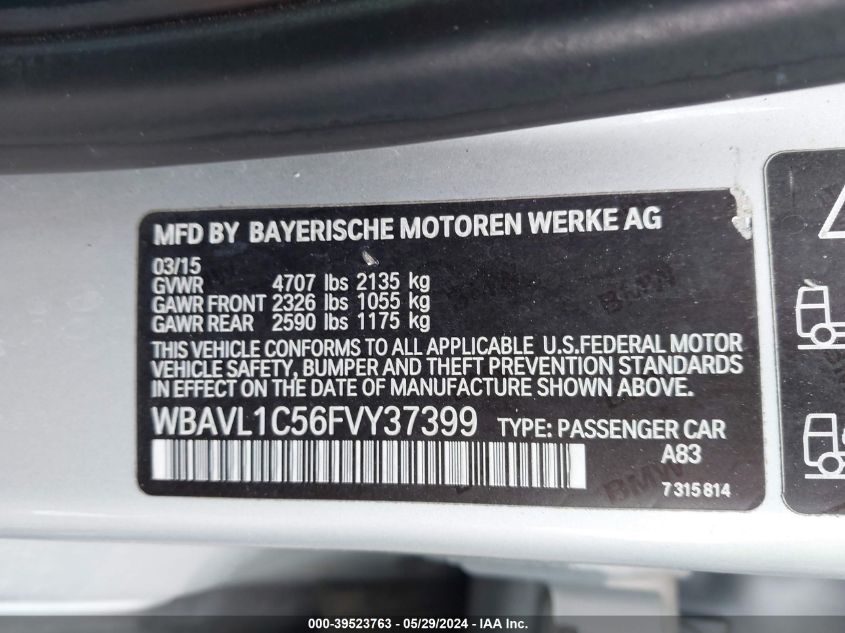 MFD BY BAYERISCHE MOTOREN WERKE AG
03/15
GVWR 4707 lbs 2135 kg
GAWR FRONT 2326 lbs 1055 kg
GAWR REAR 2590 lbs 1175 kg
THIS VEHICLE CONFORMS TO ALL APPLICABLE U.S.FEDERAL MOTOR
VEHICLE SAFETY, BUMPER AND THEFT PREVENTION STANDARDS
IN EFFECT ON THE DATE OF MANUFACTURE SHOWN ABOVE.
WBAVL1C56FVY37399 TYPE: PASSENGER CAR
A83
7 315 814
000-39523763 - 05/29/2024 - IAA Inc.